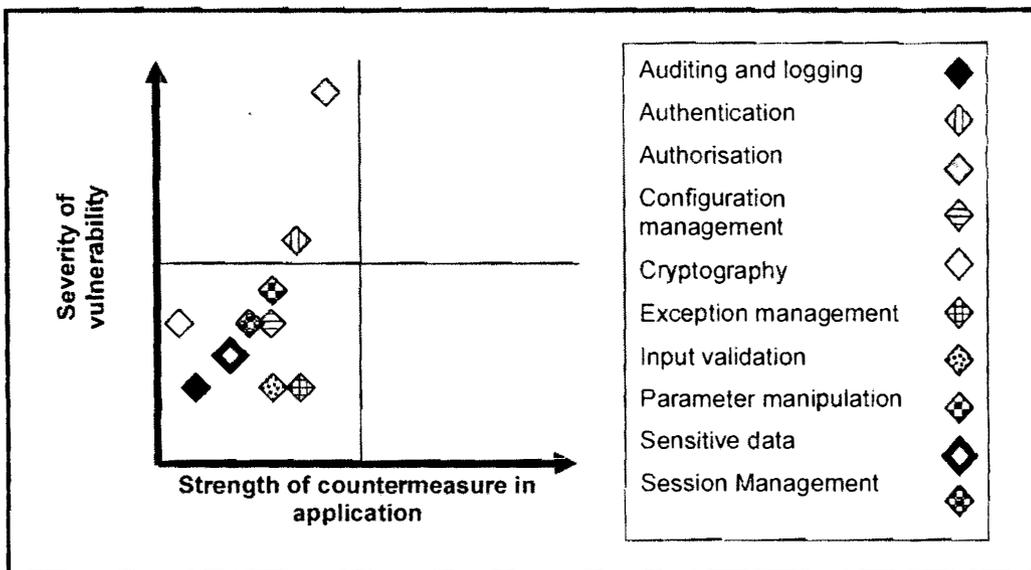 Severity of
vulnerability
Strength of countermeasure in
application
Auditing and logging
Authentication
Authorisation
Configuration
management
Cryptography
Exception management
Input validation
Parameter manipulation
Sensitive data
Session Management